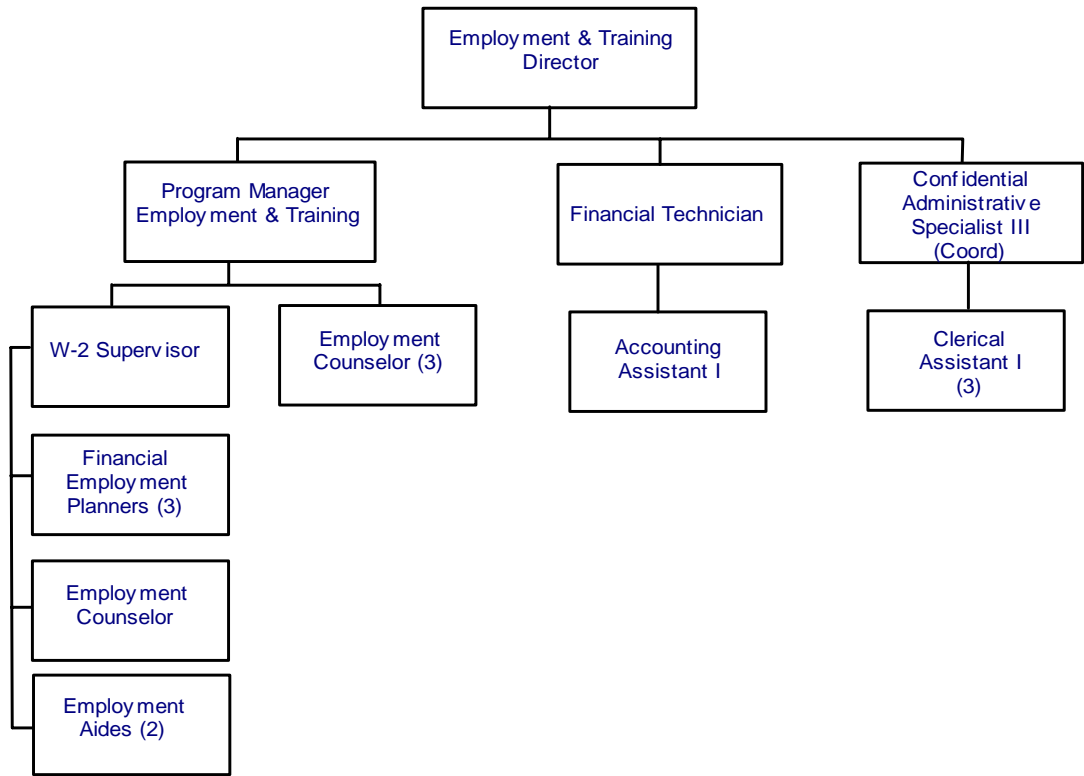 Employment & Training
Director
Program Manager
Employment & Training
Financial Technician
Confidential
Administrative
Specialist III
(Coord)
W-2 Supervisor
Employment
Counselor (3)
Accounting
Assistant I
Clerical
Assistant I
(3)
Financial
Employment
Planners (3)
Employment
Counselor
Employment
Aides (2)